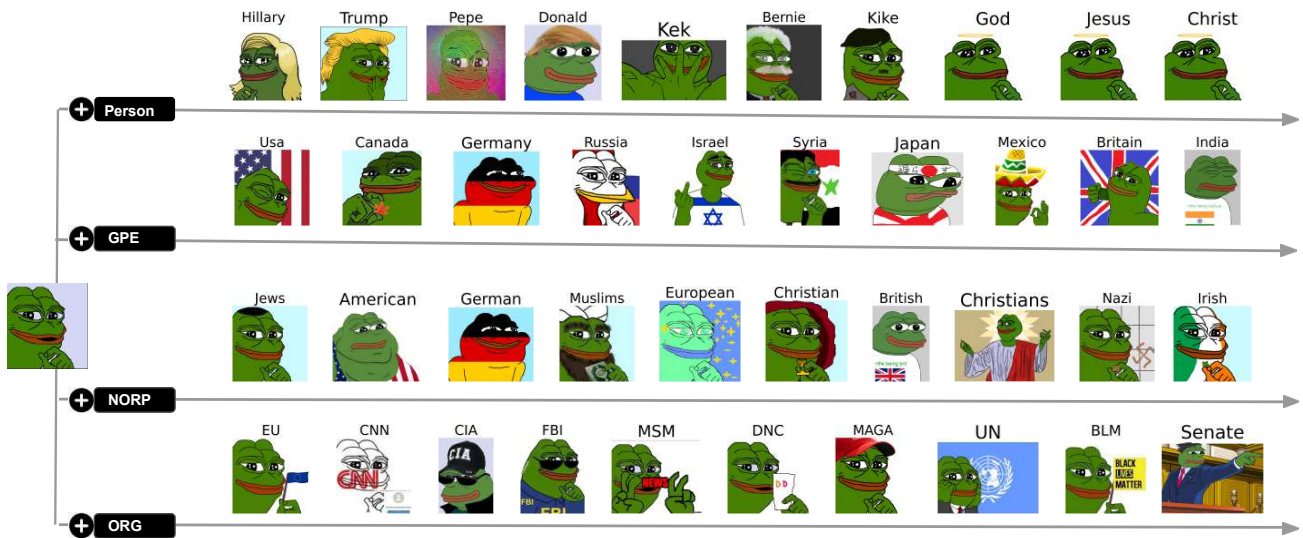 Hillary Trump Pepe Donald Kek Bernie Kike God Jesus Christ
Person
Usa Canada Germany Russia Israel Syria Japan Mexico Britain India
GPE
Jews American German Muslims European Christian British Christians Nazi Irish
NORP
EU CNN CIA FBI MSM DNC MAGA UN BLM Senate
CNN
CIA
FBI
FBI
NEWS
BLACK
LIVES
MATTER
ORG